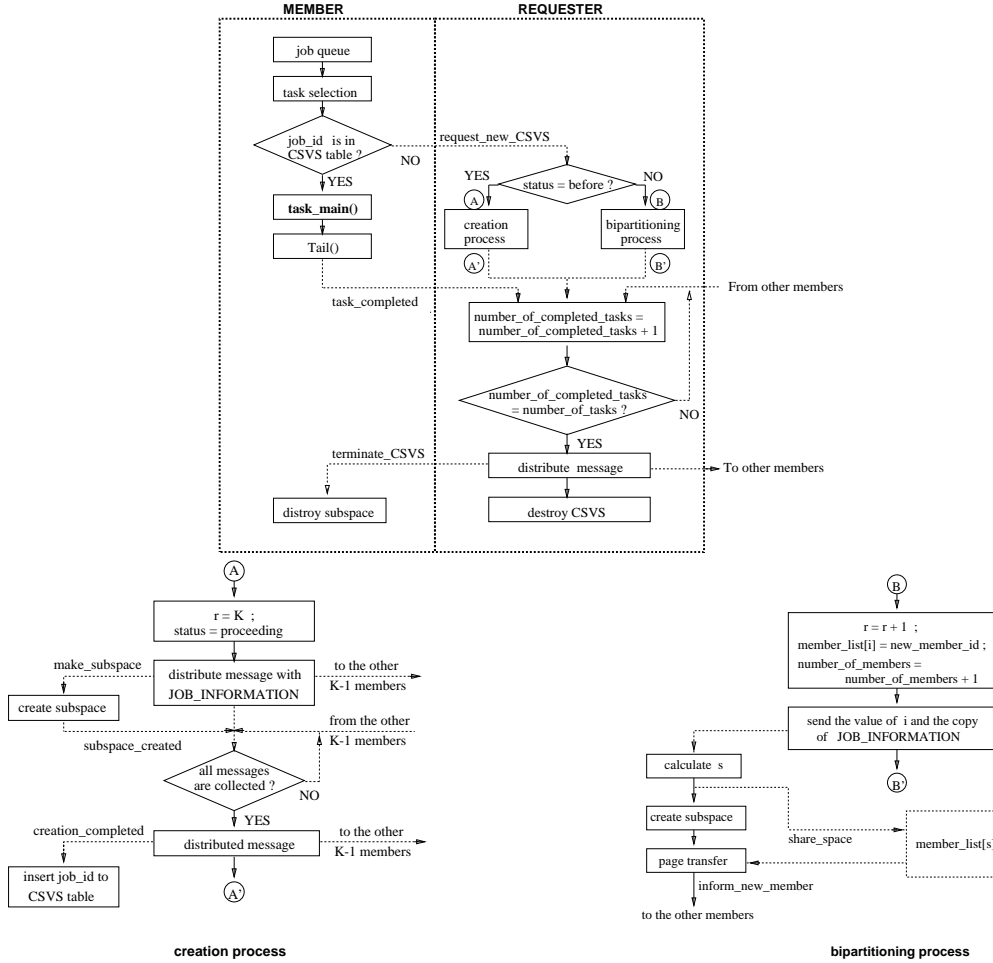 MEMBER
REQUESTER
job queue
task selection
job_id is in
CSVS table ?
request_new_CSVS
NO
YES
task_main()
Tail()
task_completed
status = before ?
YES
NO
A
B
creation
process
bipartitioning
process
A'
B'
From other members
number_of_completed_tasks =
number_of_completed_tasks + 1
number_of_completed_tasks
= number_of_tasks ?
NO
YES
terminate_CSVS
distribute message
To other members
distroy subspace
destroy CSVS
A
r = K ;
status = proceeding
make_subspace
distribute message with
JOB_INFORMATION
to the other
K-1 members
create subspace
subspace_created
from the other
K-1 members
all messages
are collected ?
NO
YES
creation_completed
distributed message
to the other
K-1 members
insert job_id to
CSVS table
A'
creation process
B
r = r + 1 ;
member_list[i] = new_member_id ;
number_of_members =
number_of_members + 1
send the value of i and the copy
of JOB_INFORMATION
B'
calculate s
create subspace
share_space
member_list[s]
page transfer
inform_new_member
to the other members
bipartitioning process